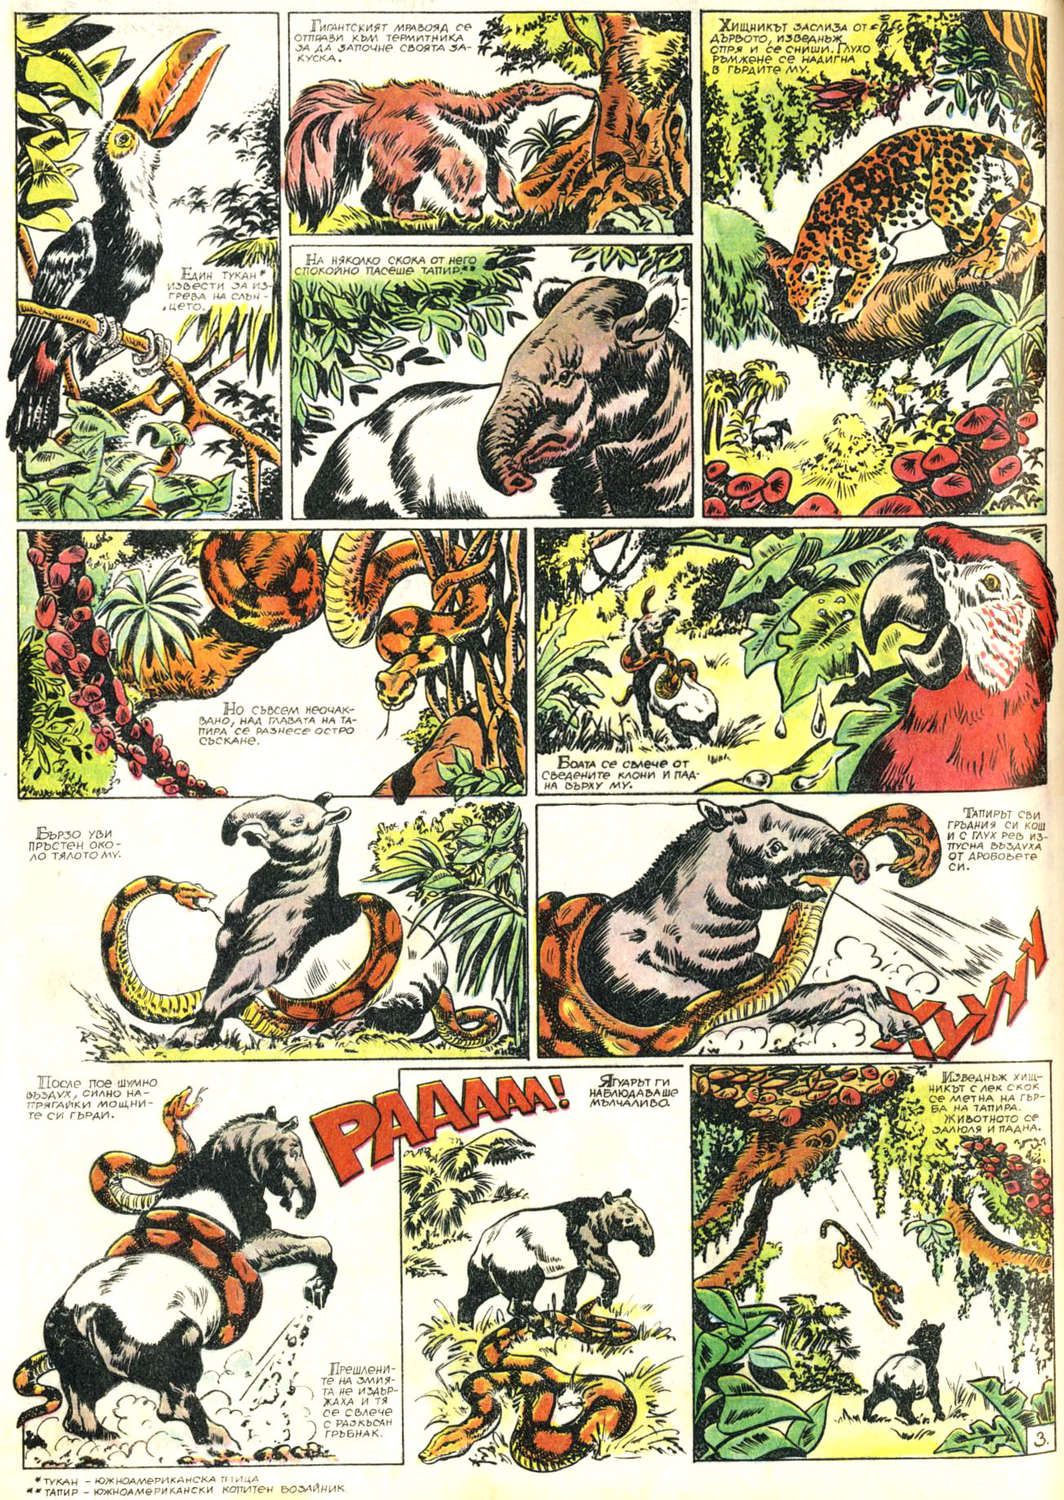 Един тукан*
извести за из-
грева на слън-
цето.
Гигантският мравояд се
отправи към термитника
за да започне своята за-
куска.
На няколко скока от него
спокойно пасеше тапир.**
Хищникът заслиза от
дървото, изведнъж
опря и се сниши. Глухо
ръмжене се надигна
в гърдите му.
Но съвсем неочак-
вано, над главата на та-
пира се разнесе остро
съскане.
Боата се свлече от
сведените клони и пад-
на върху му.
Бързо уви
пръстен око-
ло тялото му.
Тапирът сви
гръдния си кош
и с глух рев из-
пусна въздуха
от дробовете
си.
Хуууу
После пое шумно
въздух, силно на-
прягайки мощни-
те си гърди.
РАААААА!
Прешлени-
те на змия-
та не издър-
жаха и тя
се свлече
с разкъсан
гръбнак.
Ягуарът ги
наблюдаваше
мълчаливо.
Изведнъж хищ-
никът с лек скок
се метна на гър-
ба на тапира.
Животното се
залюля и падна.
3.
* тукан – южноамериканска птица
** тапир – южноамерикански копитен бозайник